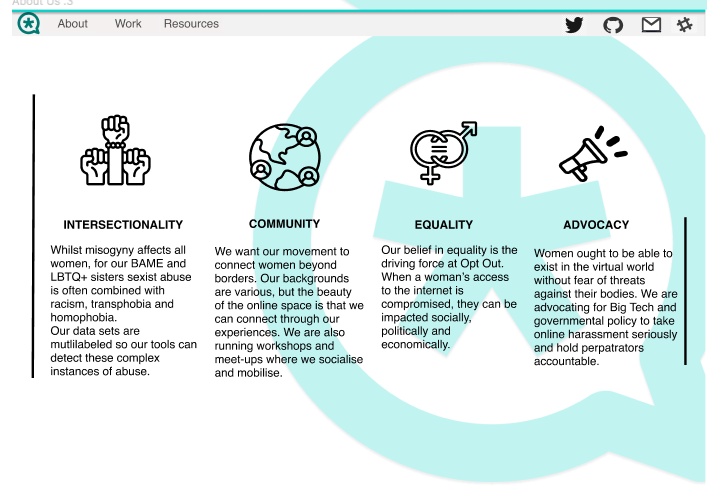 About Us :3
About Work Resources
INTERSECTIONALITY
Whilst misogyny affects all
women, for our BAME and
LBTQ+ sisters sexist abuse
is often combined with
racism, transphobia and
homophobia.
Our data sets are
mutlilabeled so our tools can
detect these complex
instances of abuse.
COMMUNITY
We want our movement to
connect women beyond
borders. Our backgrounds
are various, but the beauty
of the online space is that we
can connect through our
experiences. We are also
running workshops and
meet-ups where we socialise
and mobilise.
EQUALITY
Our belief in equality is the
driving force at Opt Out.
When a woman's access
to the internet is
compromised, they can be
impacted socially,
politically and
economically.
ADVOCACY
Women ought to be able to
exist in the virtual world
without fear of threats
against their bodies. We are
advocating for Big Tech and
governmental policy to take
online harassment seriously
and hold perpatrators
accountable.